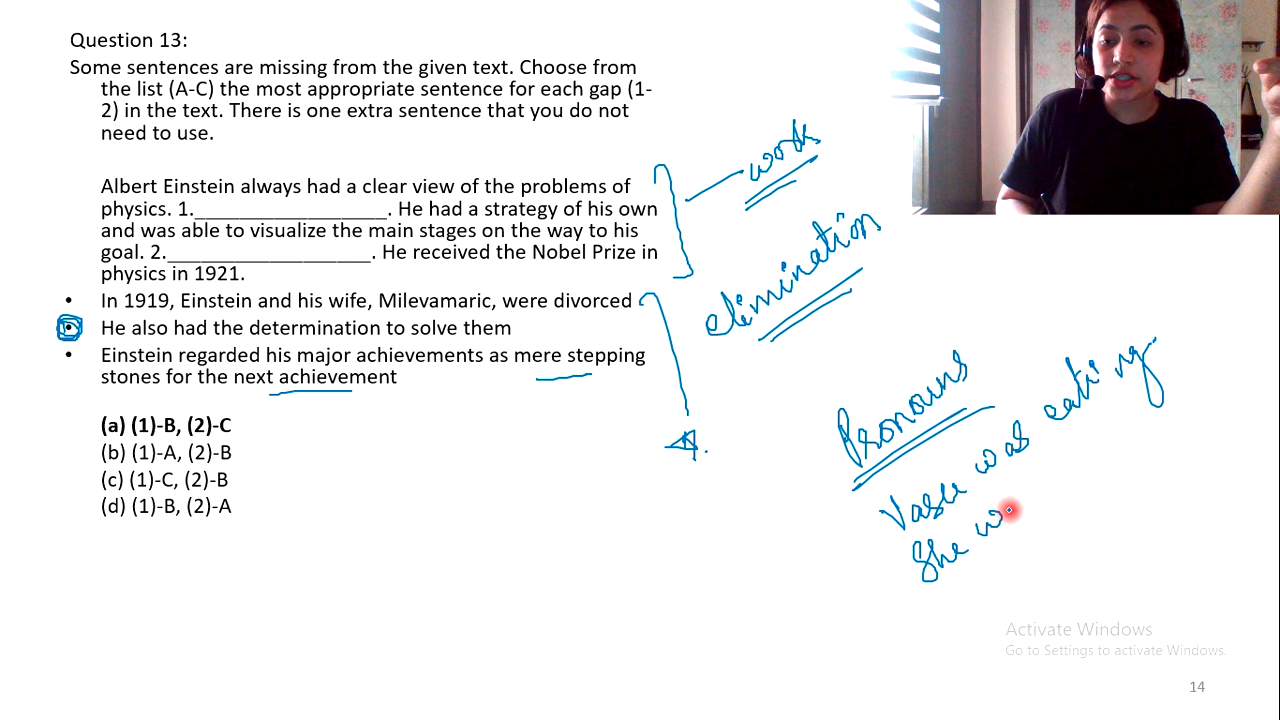 Question 13:
Some sentences are missing from the given text. Choose from
the list (A-C) the most appropriate sentence for each gap (1-
2) in the text. There is one extra sentence that you do not
need to use.
Albert Einstein always had a clear view of the problems of
physics. 1.__________________. He had a strategy of his own
and was able to visualize the main stages on the way to his
goal. 2.___________________. He received the Nobel Prize in
physics in 1921.
• In 1919, Einstein and his wife, Milevamaric, were divorced
• He also had the determination to solve them
• Einstein regarded his major achievements as mere stepping
stones for the next achievement
(a) (1)-B, (2)-C
(b) (1)-A, (2)-B
(c) (1)-C, (2)-B
(d) (1)-B, (2)-A
work
elimination
Pronouns
was eating.
She w
Activate Windows
Go to Settings to activate Windows.
14